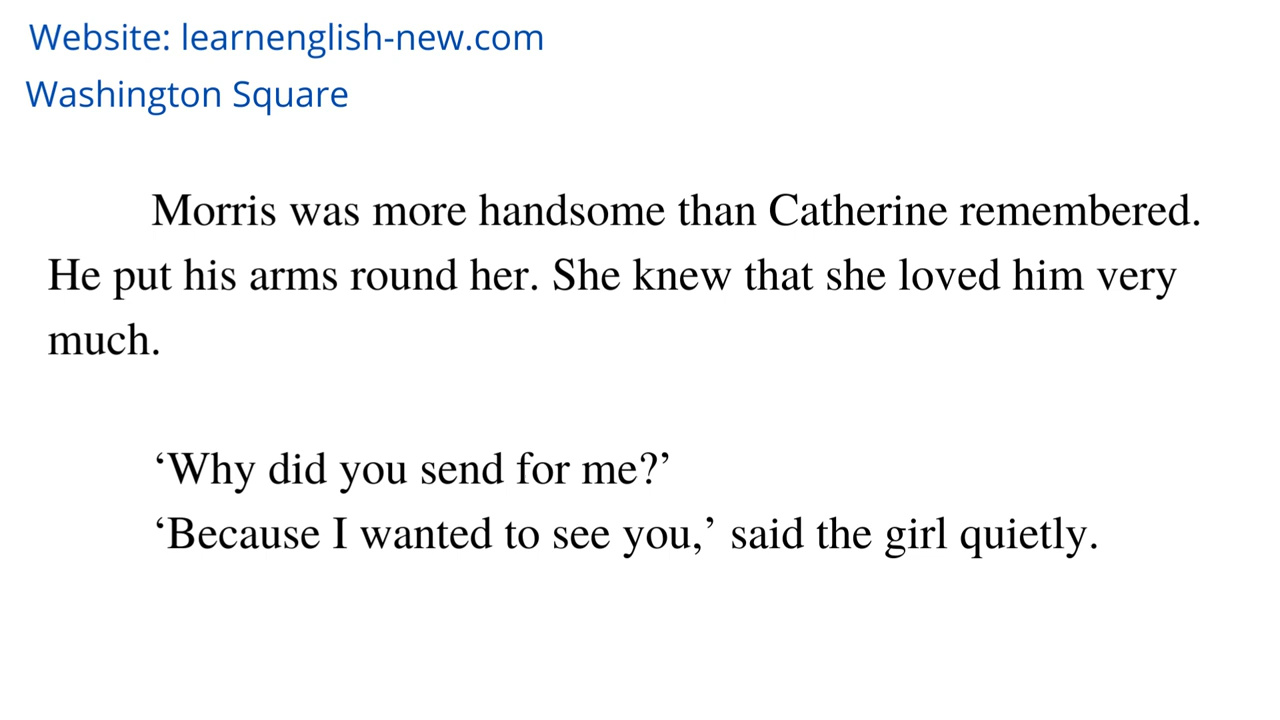 Website: learnenglish-new.com
Washington Square
Morris was more handsome than Catherine remembered.
He put his arms round her. She knew that she loved him very
much.
‘Why did you send for me?’
‘Because I wanted to see you,’ said the girl quietly.